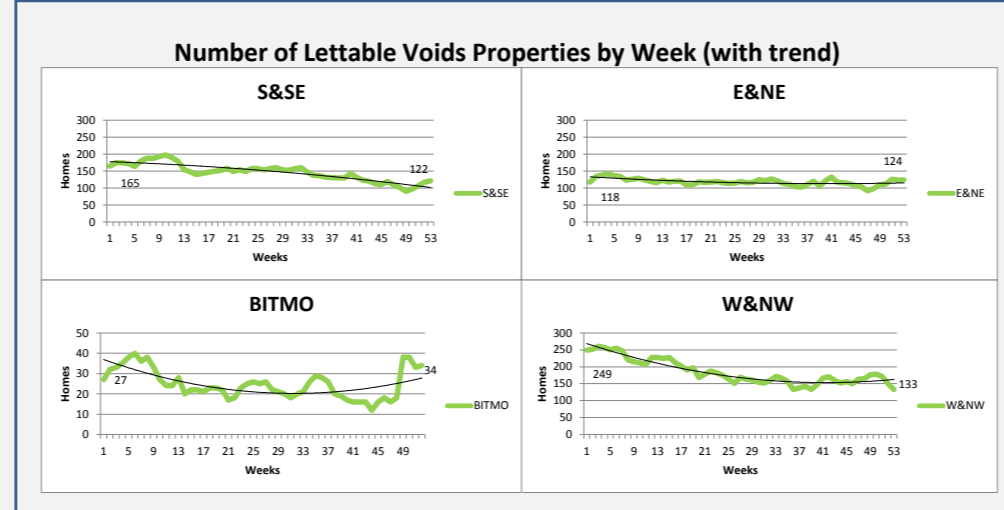 Number of Lettable Voids Properties by Week (with trend)
S&SE
300
250
200
150
100
50
0
Homes
165
122
1 5 9 13 17 21 25 29 33 37 41 45 49 53
Weeks
S&SE
E&NE
300
250
200
150
100
50
0
Homes
118
124
1 5 9 13 17 21 25 29 33 37 41 45 49 53
Weeks
E&NE
BITMO
50
40
30
20
10
0
Homes
27
34
1 5 9 13 17 21 25 29 33 37 41 45 49
Weeks
BITMO
W&NW
300
250
200
150
100
50
0
Homes
249
133
1 5 9 13 17 21 25 29 33 37 41 45 49 53
Weeks
W&NW